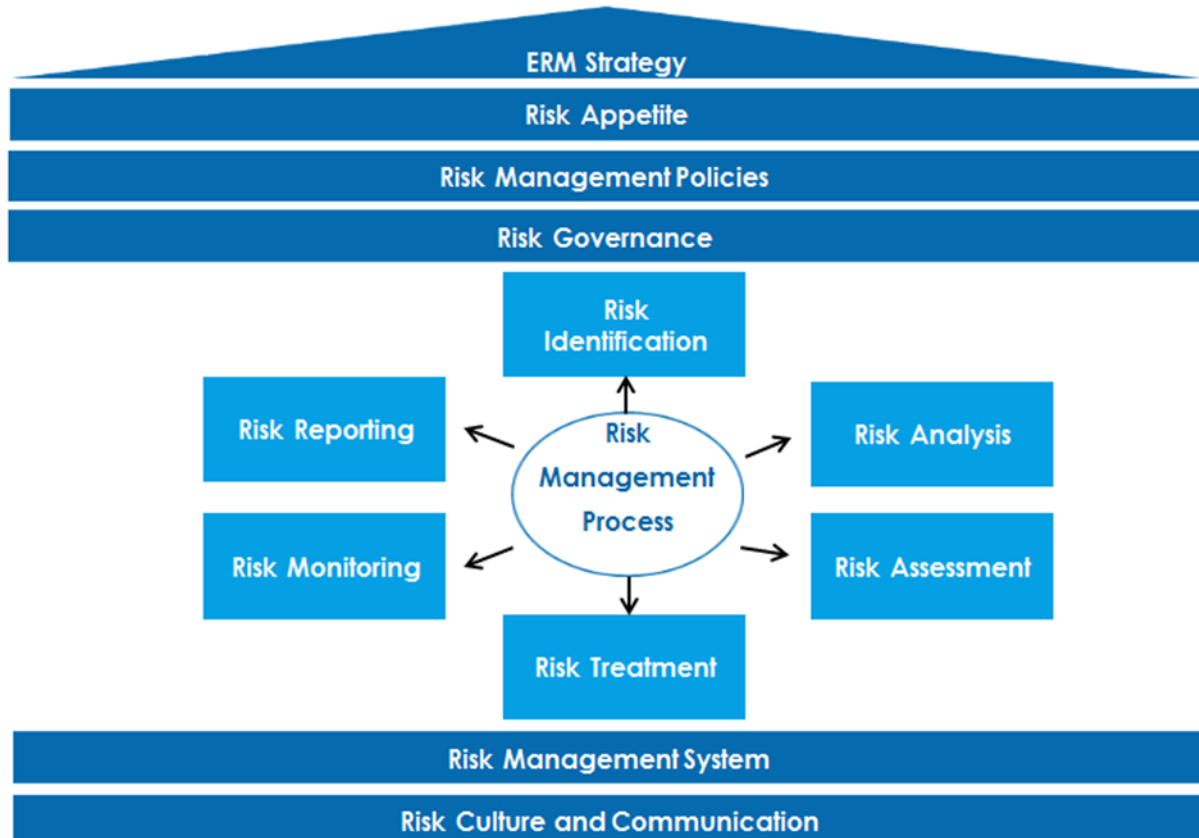 ERM Strategy
Risk Appetite
Risk Management Policies
Risk Governance
Risk
Identification
Risk Reporting
Risk
Management
Process
Risk Analysis
Risk Monitoring
Risk Assessment
Risk Treatment
Risk Management System
Risk Culture and Communication